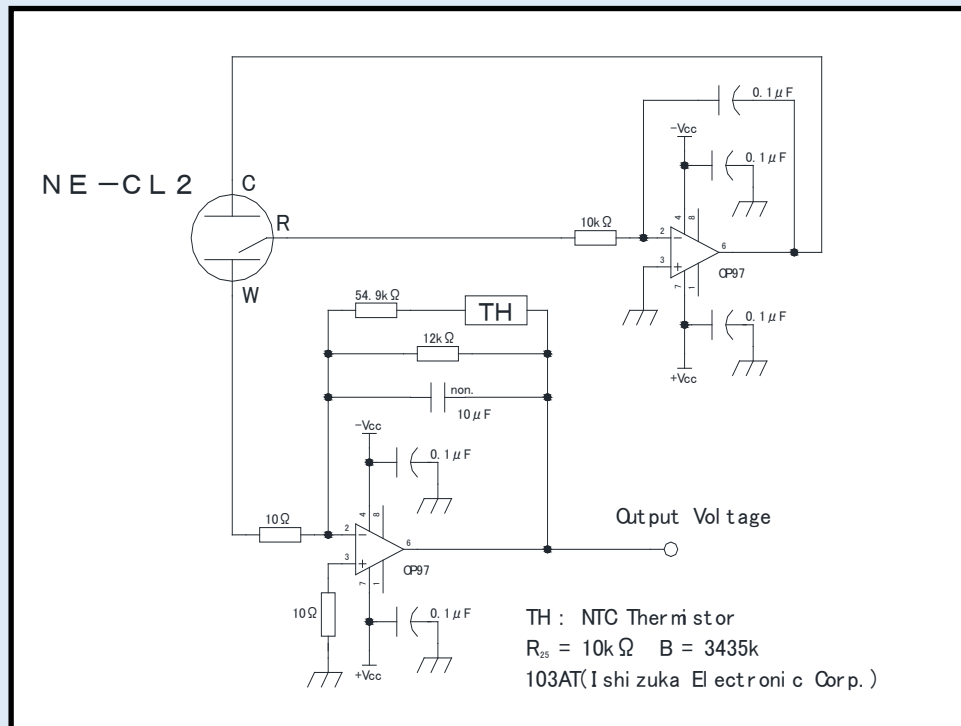 0.1μF
-Vcc
0.1μF
NE-CL2
C
R
10kΩ
4
8
2
6
3
OP97
7
1
W
54.9kΩ
TH
0.1μF
12kΩ
+Vcc
non.
10μF
-Vcc
0.1μF
Output Voltage
10Ω
4
8
2
6
3
OP97
7
1
10Ω
0.1μF
TH : NTC Thermistor
+Vcc
R₂₅ = 10kΩ B = 3435k
103AT(Ishizuka Electronic Corp.)